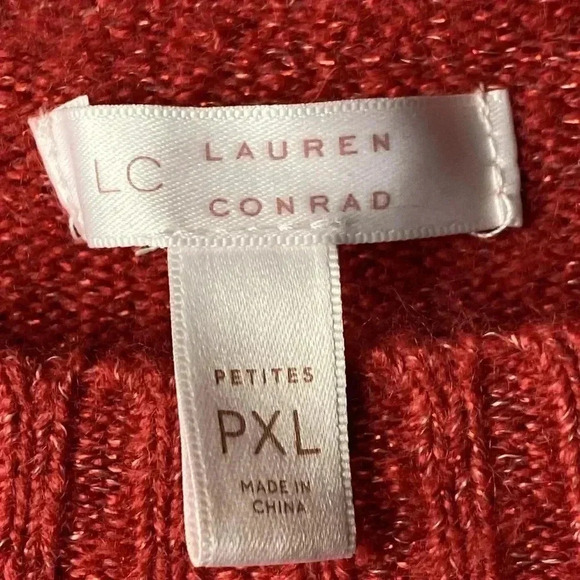 LC LAUREN
CONRAD
PETITES
PXL
MADE IN
CHINA